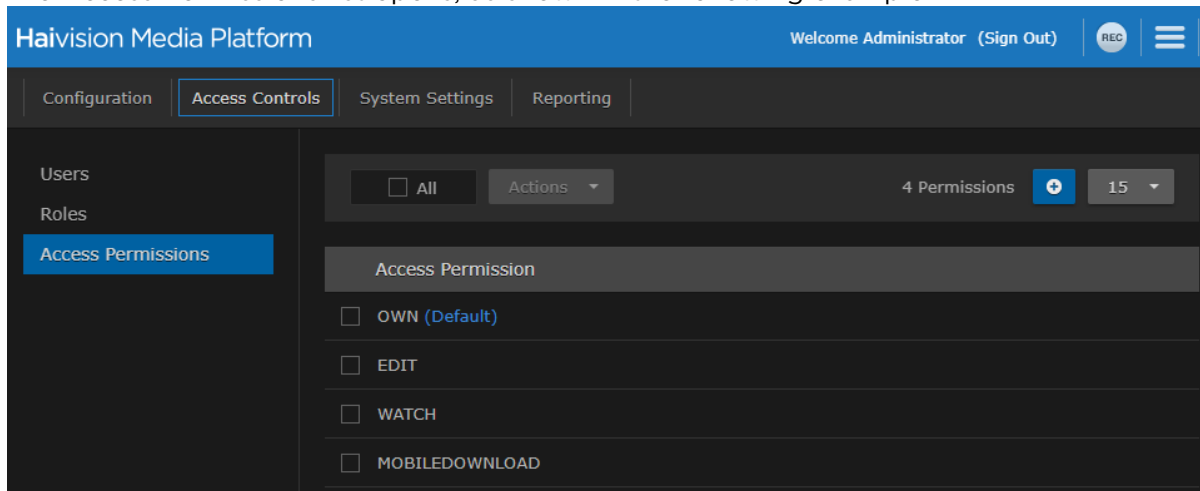 Haivision Media Platform
Welcome Administrator (Sign Out)
REC
Configuration
Access Controls
System Settings
Reporting
Users
Roles
Access Permissions
All
Actions
4 Permissions
15
Access Permission
OWN (Default)
EDIT
WATCH
MOBILEDOWNLOAD